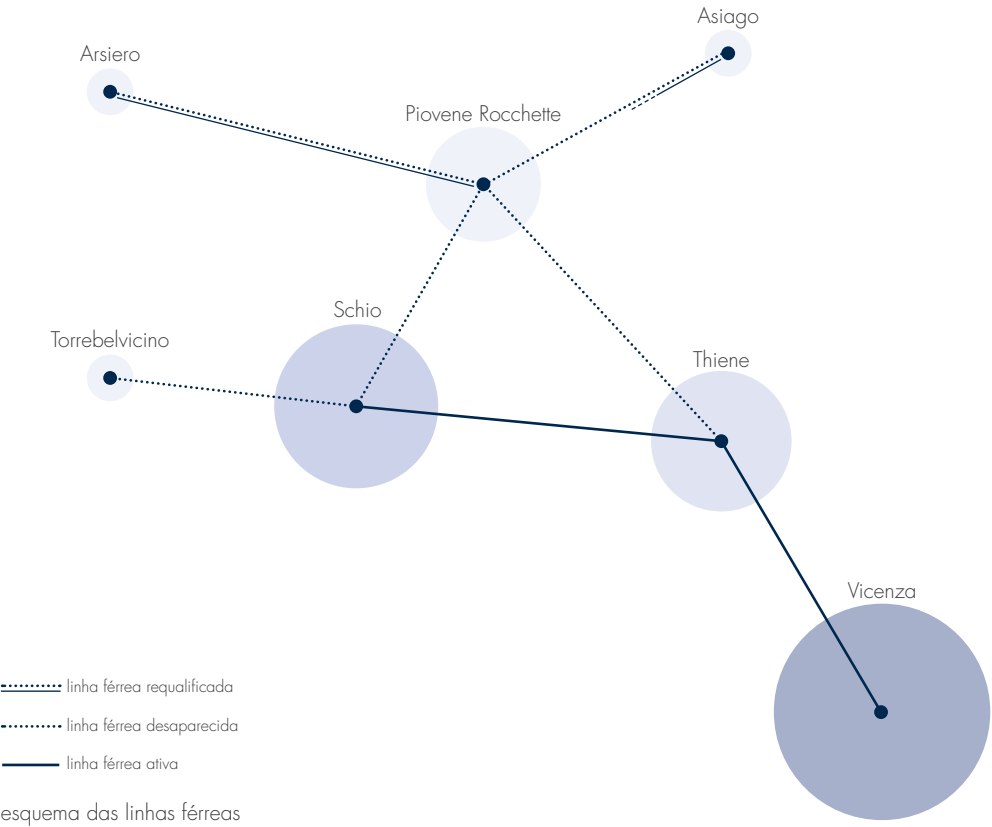 Asiago
Arsiero
Piovene Rocchette
Schio
Torrebelvicino
Thiene
Vicenza
linha férrea requalificada
linha férrea desaparecida
linha férrea ativa
esquema das linhas férreas